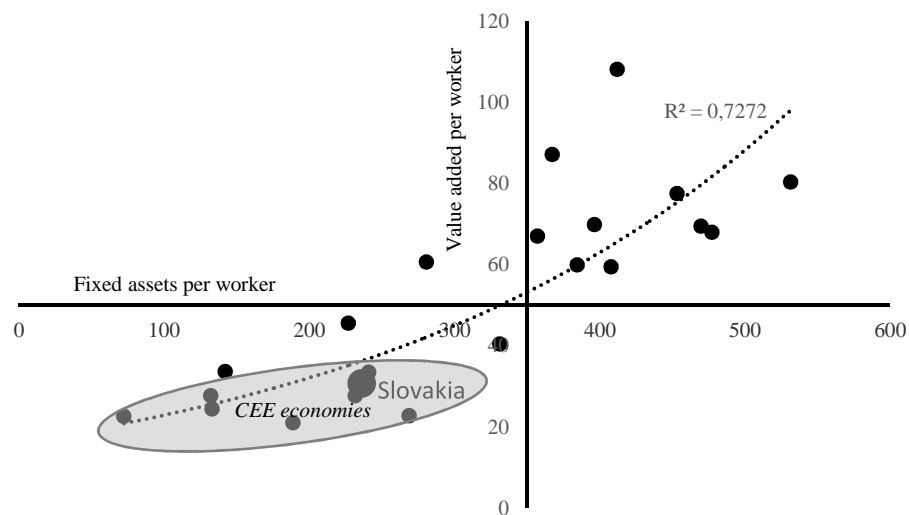 120
100
80
60
40
20
0
Value added per worker
R² = 0,7272
Fixed assets per worker
0 100 200 300 400 500 600
Slovakia
CEE economies